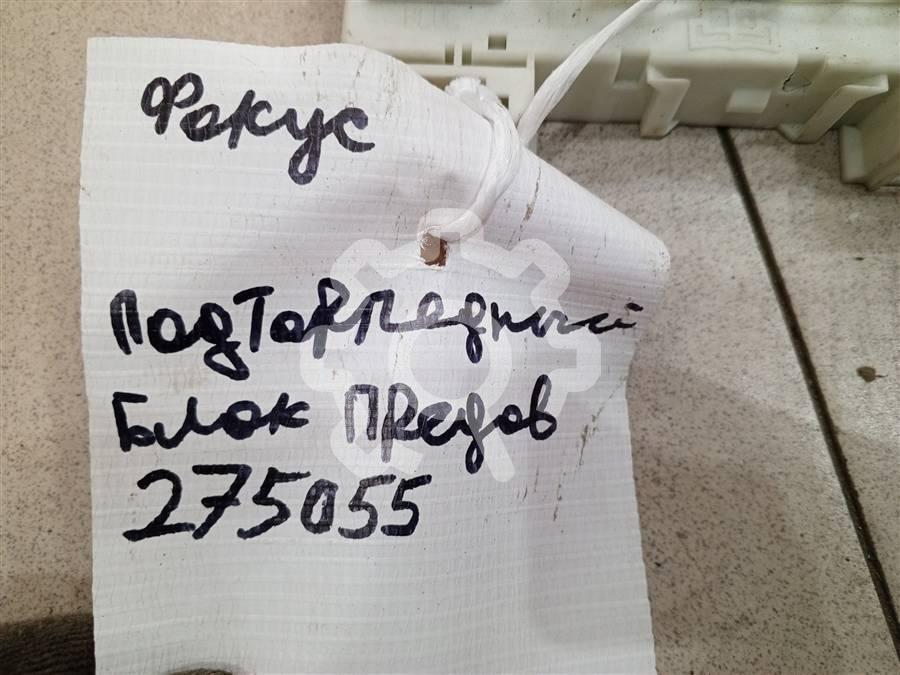 Фокус
Подторпедный
Блок Предов
275055